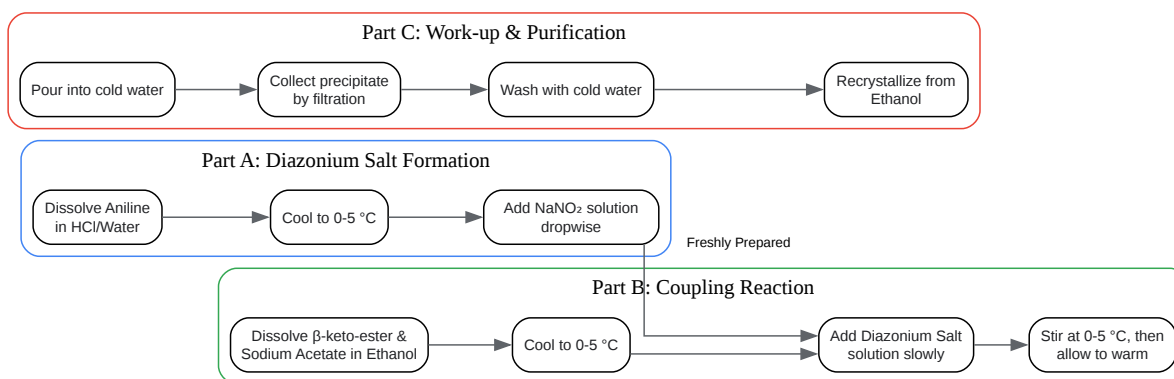 Part C: Work-up & Purification
Pour into cold water
Collect precipitate
by filtration
Wash with cold water
Recrystallize from
Ethanol
Part A: Diazonium Salt Formation
Dissolve Aniline
in HCl/Water
Cool to 0-5 °C
Add NaNO₂ solution
dropwise
Freshly Prepared
Part B: Coupling Reaction
Dissolve β-keto-ester &
Sodium Acetate in Ethanol
Cool to 0-5 °C
Add Diazonium Salt
solution slowly
Stir at 0-5 °C, then
allow to warm